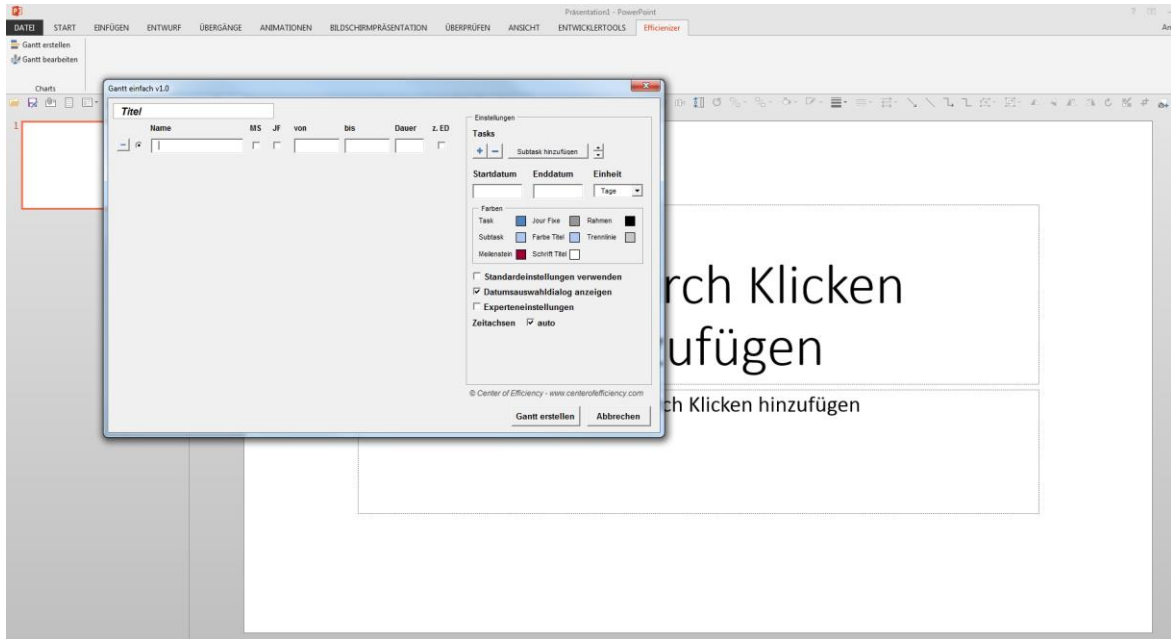 Präsentation1 - PowerPoint
DATEI START EINFÜGEN ENTWURF ÜBERGÄNGE ANIMATIONEN BILDSCHIRMPRÄSENTATION ÜBERPRÜFEN ANSICHT ENTWICKLERTOOLS Efficienizer An
Gantt erstellen
Gantt bearbeiten
Charts
Gantt einfach v1.0
Titel
Name MS JF von bis Dauer z. ED
Einstellungen
Tasks
Subtask hinzufügen
Startdatum Enddatum Einheit
Tage
Farben
Task Jour Fixe Rahmen
Subtask Farbe Titel Trennlinie
Meilenstein Schrift Titel
Standardeinstellungen verwenden
Datumsauswahldialog anzeigen
Experteneinstellungen
Zeitachsen auto
© Center of Efficiency - www.centerofefficiency.com
Gantt erstellen Abbrechen
1
rch Klicken
ufügen
ch Klicken hinzufügen